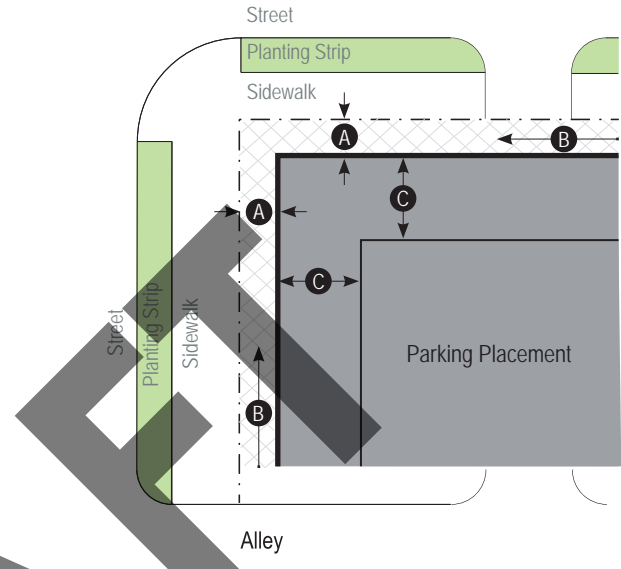 Street
Planting Strip
Sidewalk
A
B
A
C
C
Street
Planting Strip
Sidewalk
Parking Placement
B
Alley